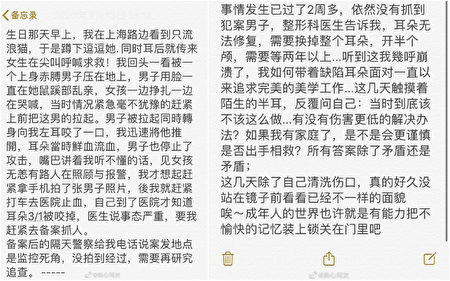 备忘录
生日那天早上，我在上海路边看到只流
浪猫，于是蹲下逗逗她.同时耳后就传来
女生在尖叫呼喊求救！我回头一看被一
个上身赤膊男子压在地上，男子用脸一
直在她鼠蹊部乱亲，女孩一边挣扎一边
在哭喊，当时情况紧急毫不犹豫的赶紧
上前把这男的拉起。男子被拉起同時轉
身向我左耳咬了一口，我迅速將他推
開，耳朵當時鮮血流血，男子也停止了
攻擊，嘴巴讲着我听不懂的话，见女孩
无恙有路人在照顾与报警，我才想起赶
紧拿手机拍了张男子照片，後我就赶紧
打车去医院止血，自己到了医院才知道
耳朵3/1被咬掉，医生说事态严重，要我
赶紧去备案抓人。
备案后的隔天警察给我电话说案发地点
是监控死角，没拍到经过，需要再研究
追查。-----
事情发生已过了2周多，依然没有抓到
犯案男子，整形科医生告诉我，耳朵无
法修复，需要换掉整个耳朵，开半个
颅，需要等两年以上...听到这我幾呼崩
溃了，我如何带着缺陷耳朵面对一直以
来追求完美的美学工作...这几天触摸着
陌生的半耳，反覆问自己：当时到底该
不该这么做...有没有伤害更低的解决办
法？如果我有家庭了，是不是会更谨慎
是否出手相救？所有答案除了矛盾还是
矛盾；
这几天除了自己清洗伤口，真的好久没
站在镜子前看看已经不一样的面貌
唉～成年人的世界也许就是有能力把不
愉快的记忆装上锁关在门里吧